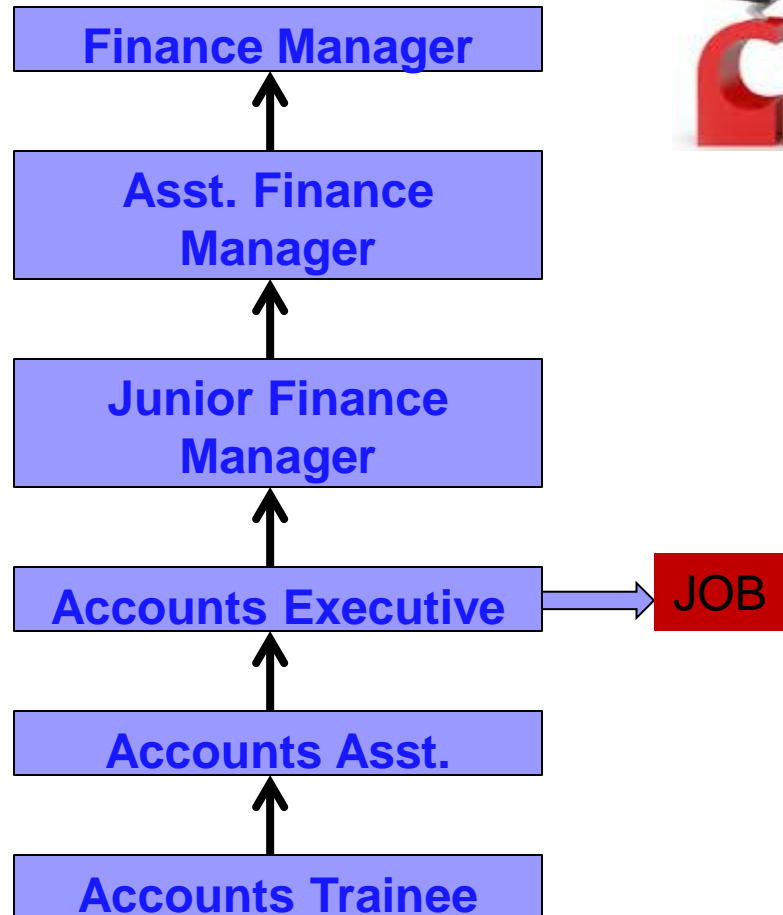 Finance Manager
Asst. Finance
Manager
Junior Finance
Manager
Accounts Executive
JOB
Accounts Asst.
Accounts Trainee